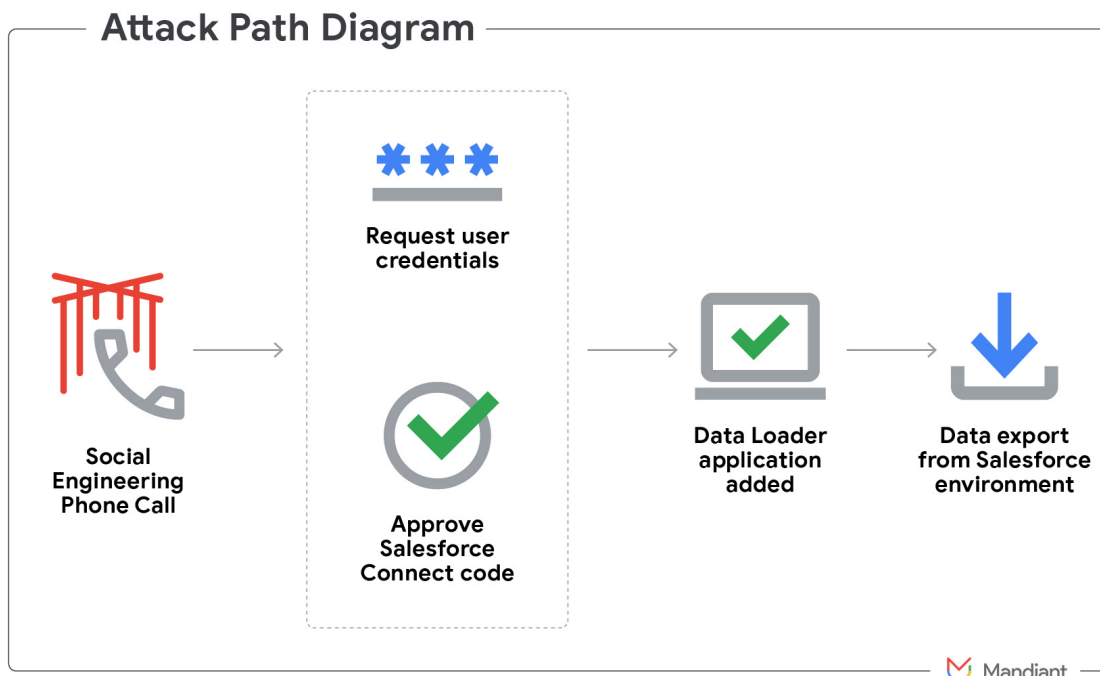 Attack Path Diagram
Request user
credentials
Social
Engineering
Phone Call
Approve
Salesforce
Connect code
Data Loader
application
added
Data export
from Salesforce
environment
Mandiant